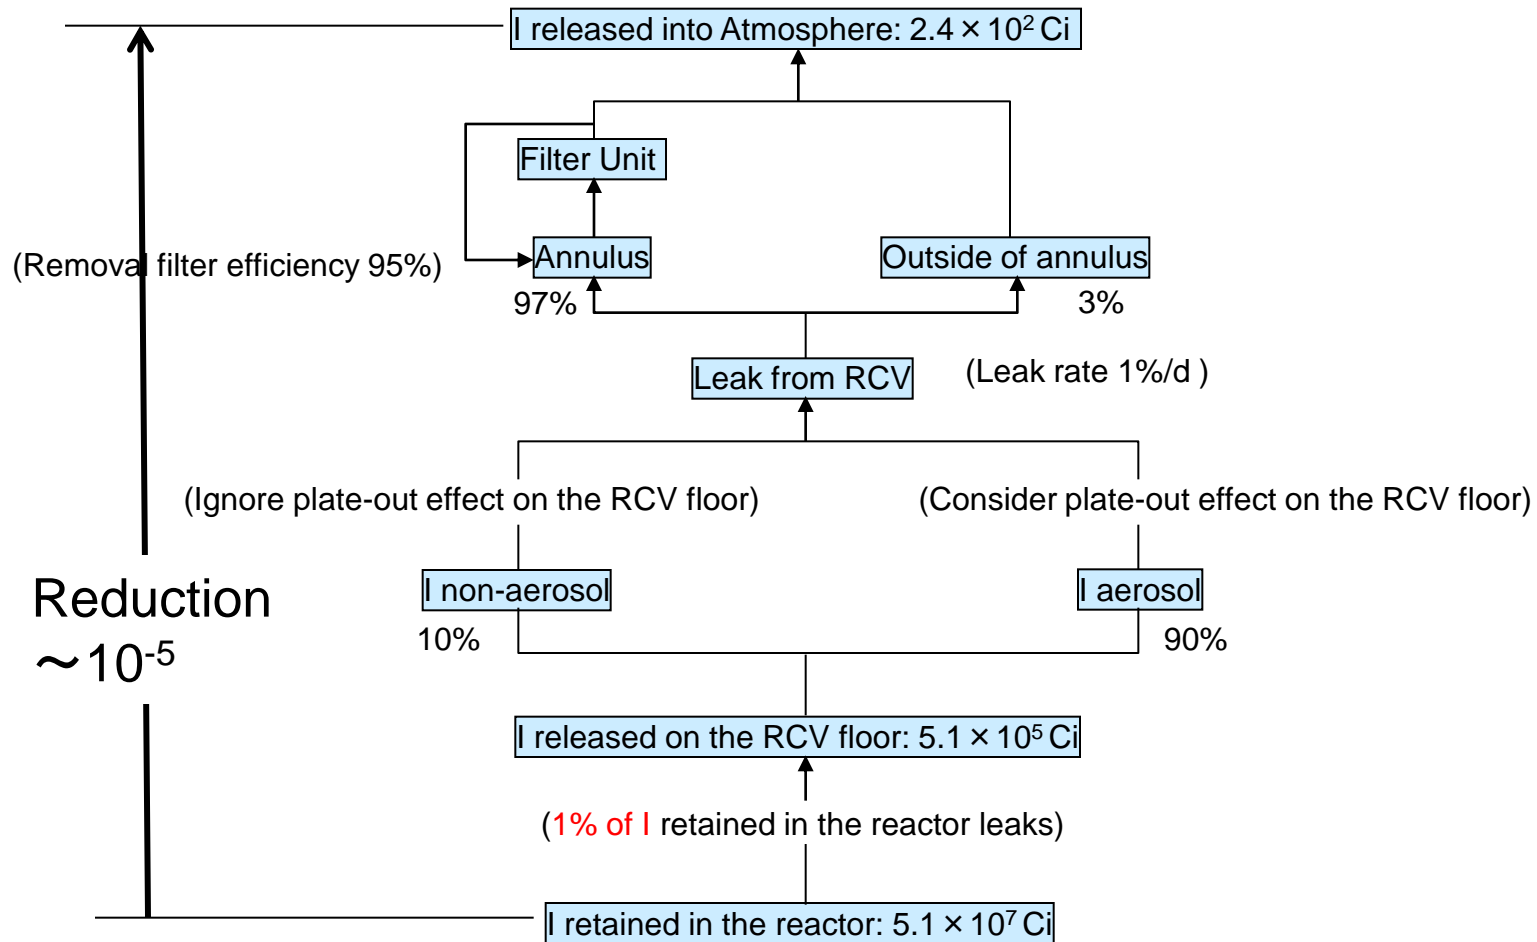 I released into Atmosphere: 2.4 × 10² Ci
Filter Unit
(Removal filter efficiency 95%)
Annulus
Outside of annulus
97%
3%
Leak from RCV
(Leak rate 1%/d )
(Ignore plate-out effect on the RCV floor)
(Consider plate-out effect on the RCV floor)
I non-aerosol
I aerosol
Reduction
～10⁻⁵
10%
90%
I released on the RCV floor: 5.1 × 10⁵ Ci
(1% of I retained in the reactor leaks)
I retained in the reactor: 5.1 × 10⁷ Ci